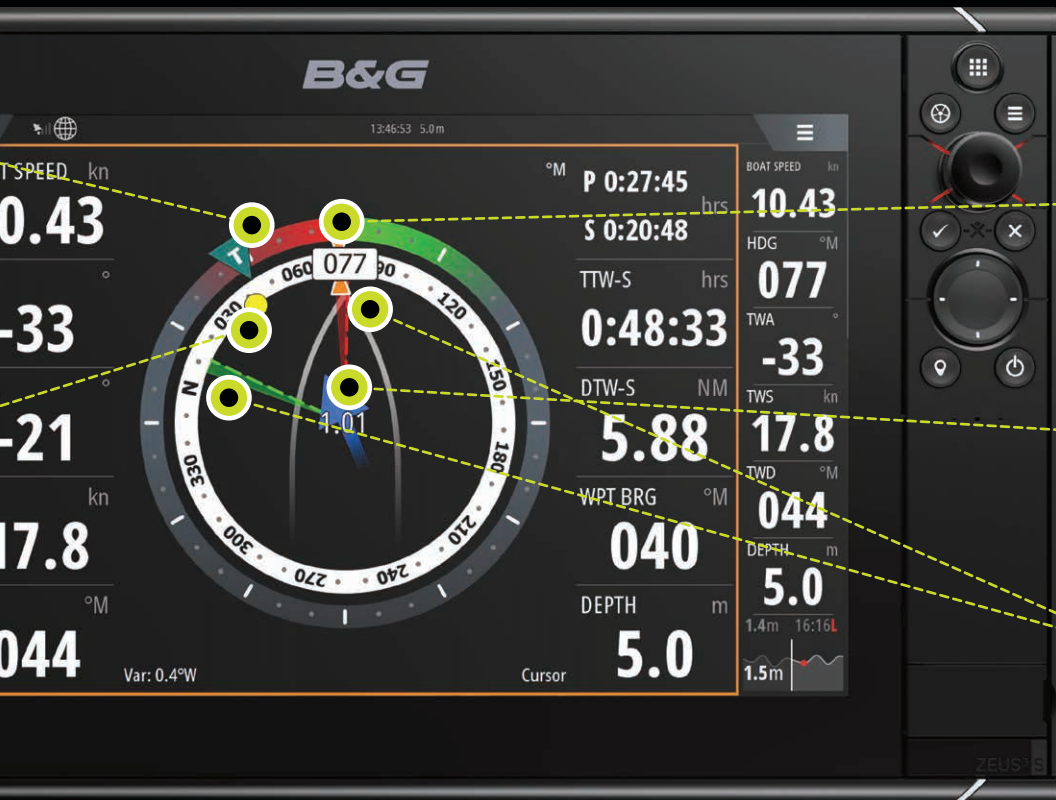 B&G
13:46:53 5.0m
T SPEED kn
0.43
°
-33
°
-21
kn
17.8
°M
044
Var: 0.4°W
°M
T
060
077
90
120
150
180
210
240
270
300
330
N
030
1.01
Cursor
P 0:27:45
hrs
S 0:20:48
TTW-S hrs
0:48:33
DTW-S NM
5.88
WPT BRG °M
040
DEPTH m
5.0
BOAT SPEED kn
10.43
HDG °M
077
TWA °
-33
TWS kn
17.8
TWD °M
044
DEPTH m
5.0
1.4m 16:16L
1.5m
ZEUS³S